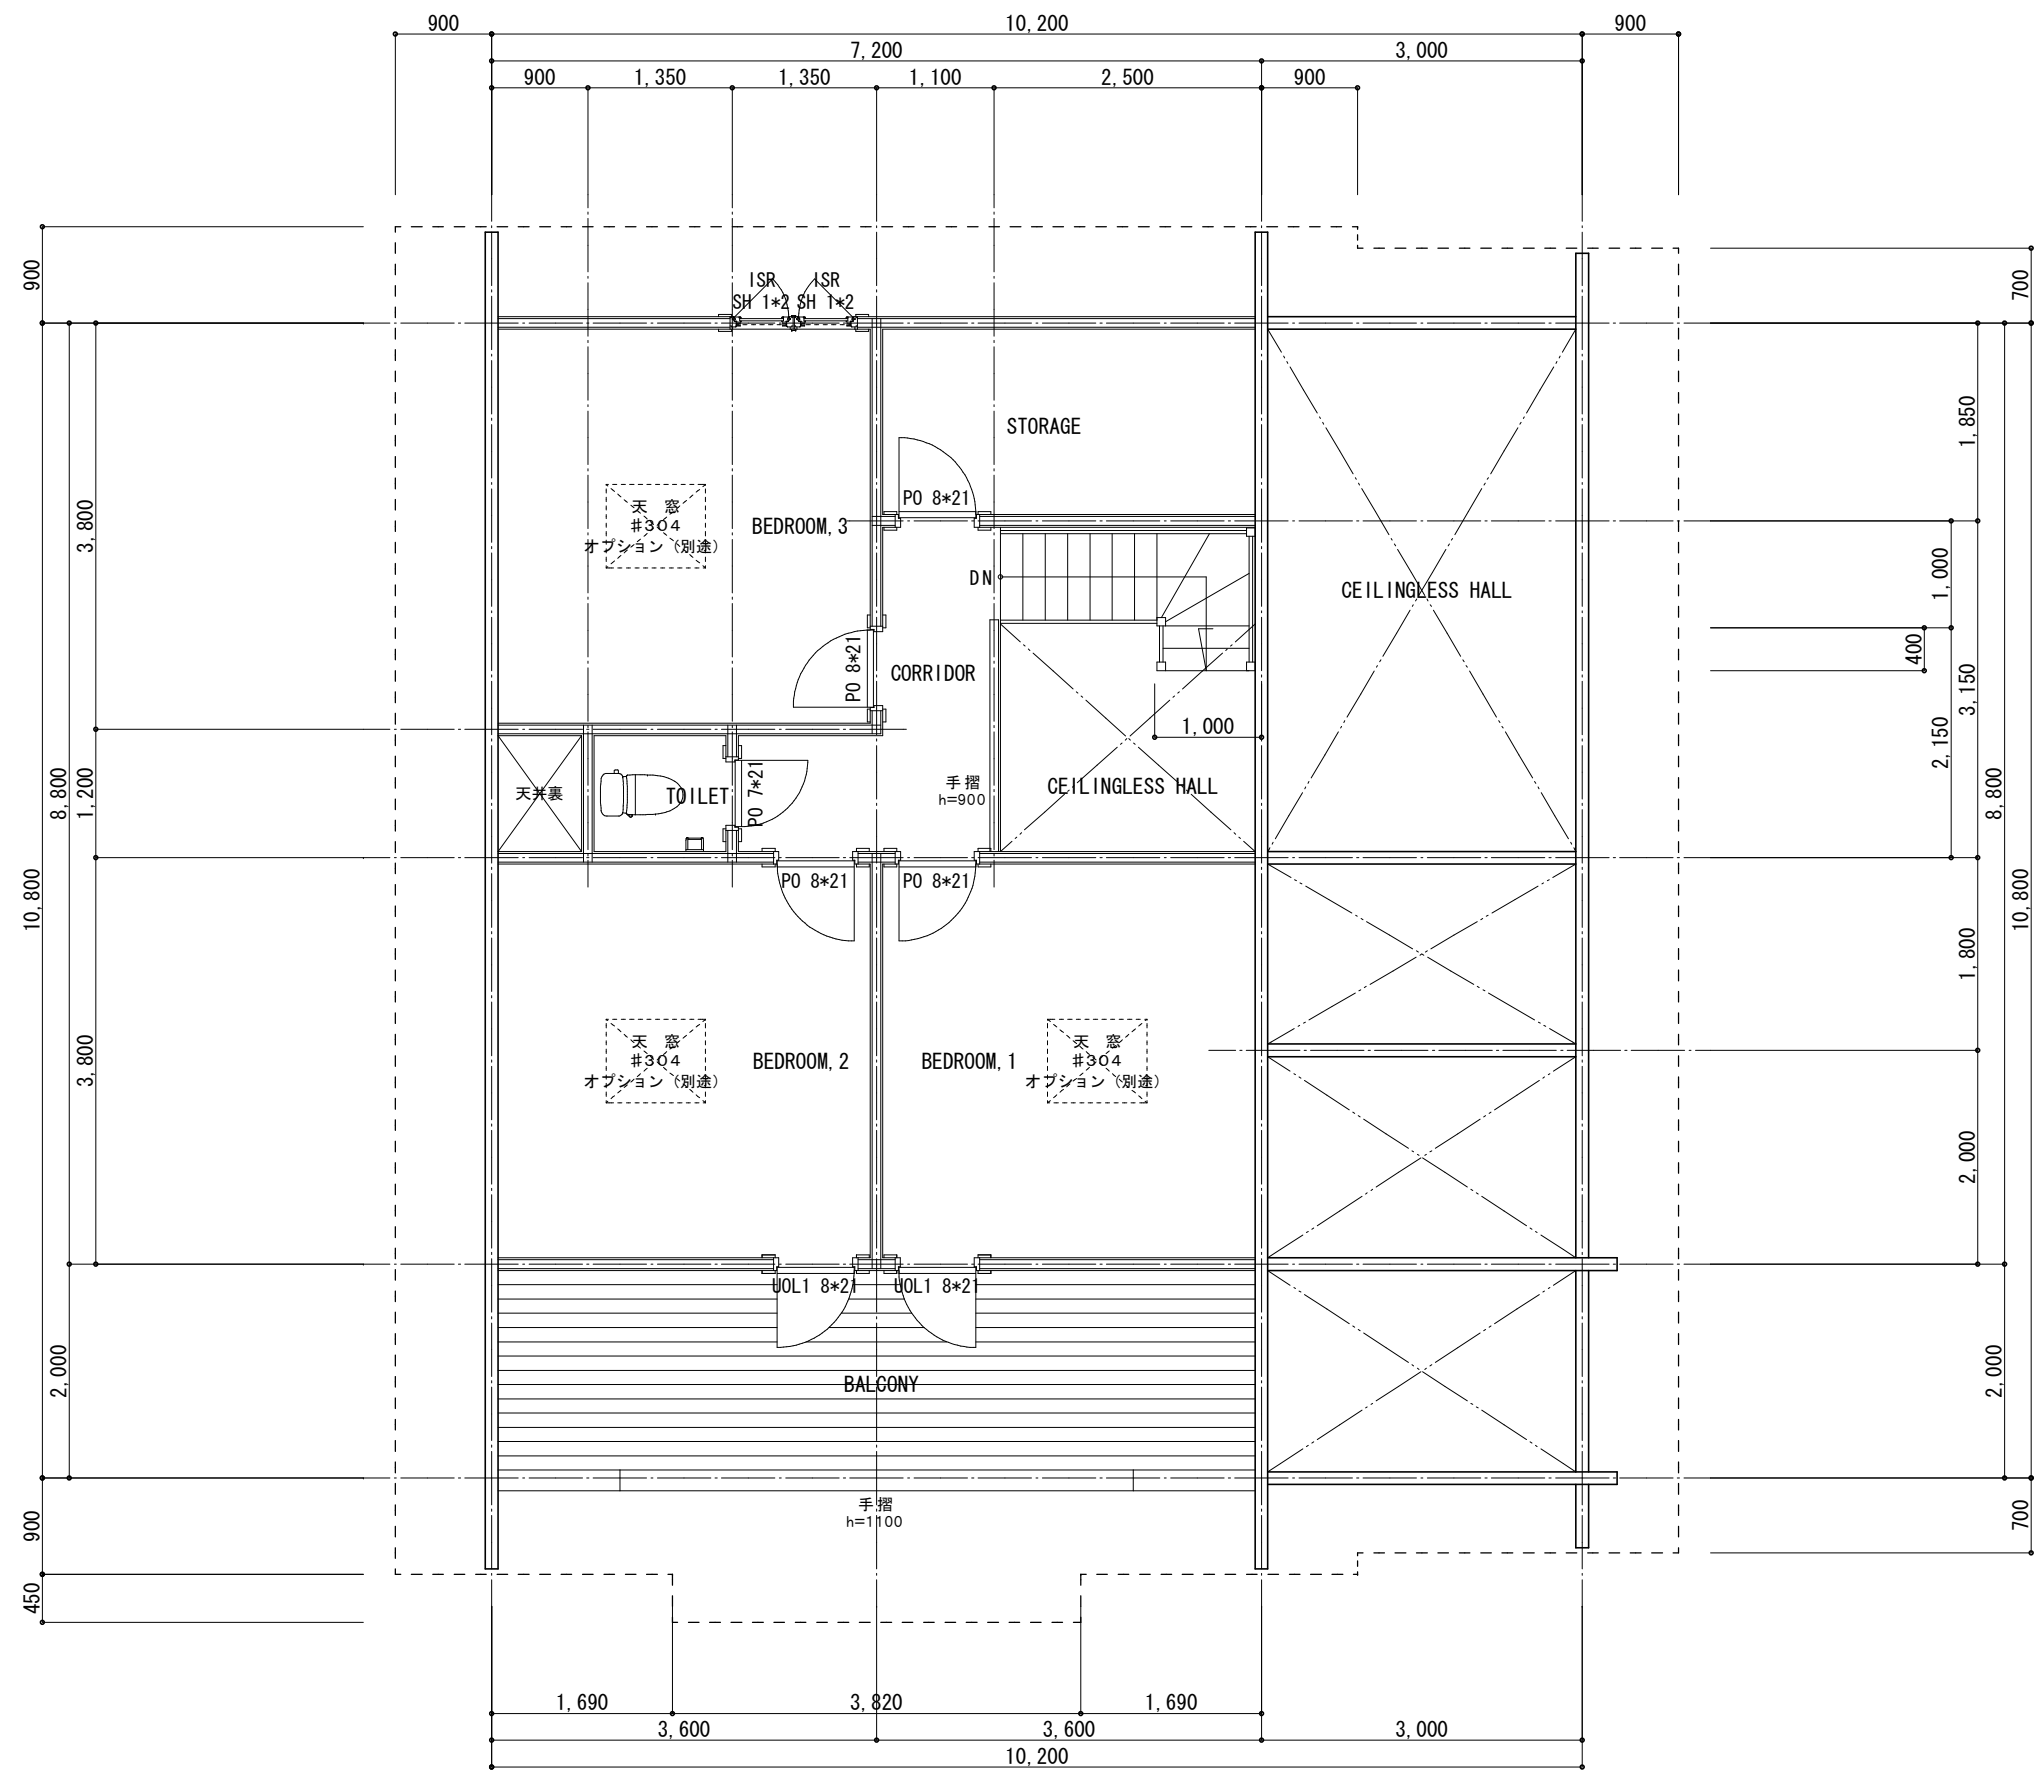 900
10,200
900
7,200
3,000
900
1,350
1,350
1,100
2,500
900
900
700
ISR
ISR
SH 1*2
SH 1*2
STORAGE
1,850
PO 8*21
天 窓
#304
オプション（別途）
BEDROOM,3
3,800
DN
CEILINGLESS HALL
1,000
400
PO 8*21
CORRIDOR
3,150
1,000
2,150
手摺
h=900
CEILINGLESS HALL
天井裏
TOILET
PO 7*21
8,800
1,200
8,800
PO 8*21
PO 8*21
10,800
10,800
1,800
天 窓
#304
オプション（別途）
BEDROOM,2
BEDROOM,1
天 窓
#304
オプション（別途）
3,800
2,000
UOL1 8*21
UOL1 8*21
BALCONY
2,000
2,000
手摺
h=1100
900
700
450
1,690
3,820
1,690
3,600
3,600
3,000
10,200